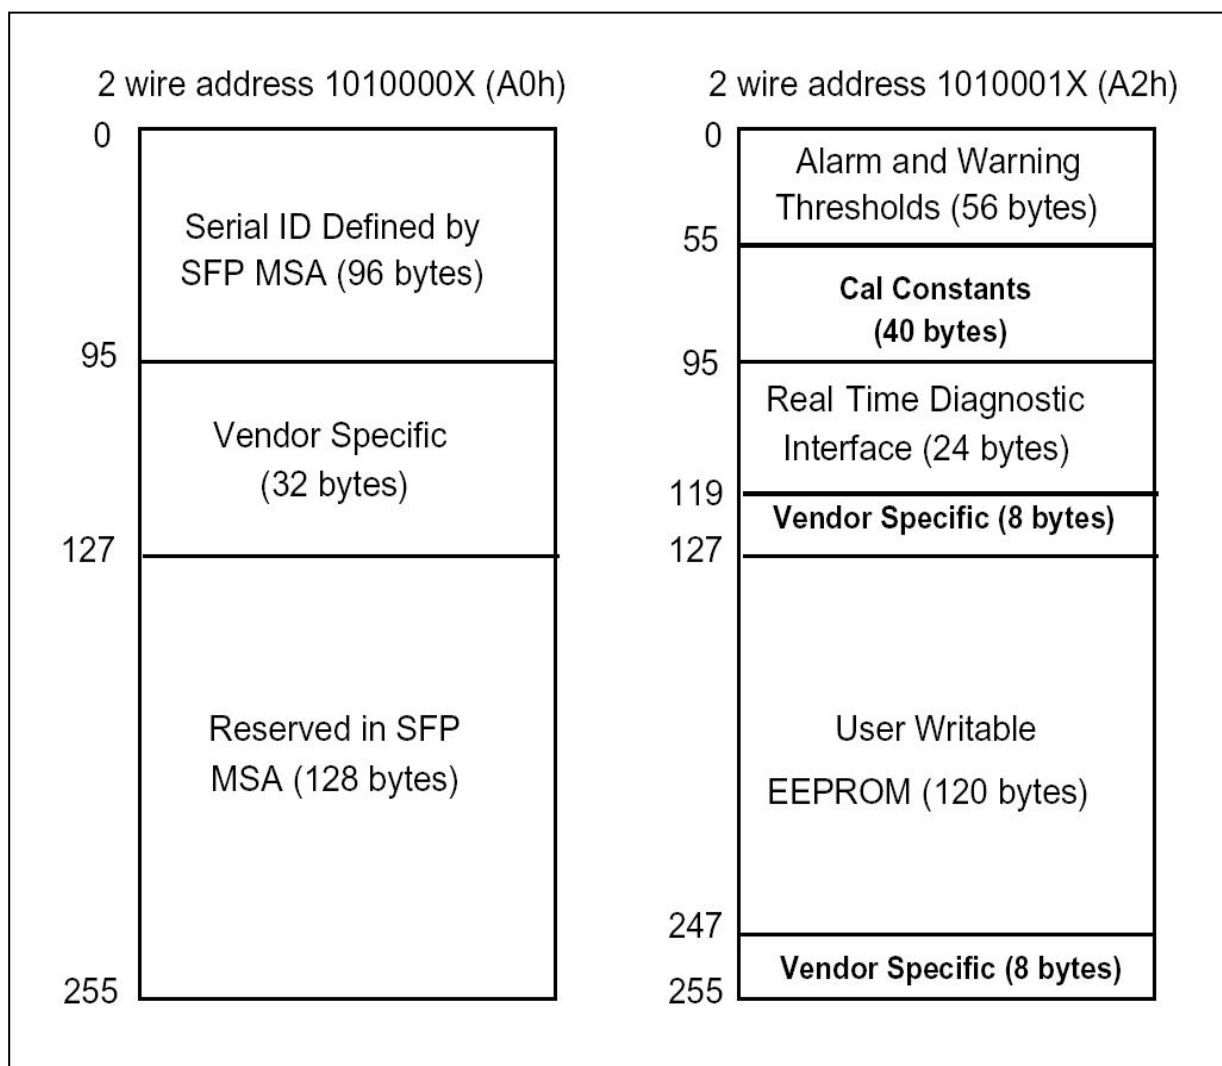 2 wire address 1010000X (A0h)
0
Serial ID Defined by
SFP MSA (96 bytes)
95
Vendor Specific
(32 bytes)
127
Reserved in SFP
MSA (128 bytes)
255
2 wire address 1010001X (A2h)
0
Alarm and Warning
Thresholds (56 bytes)
55
Cal Constants
(40 bytes)
95
Real Time Diagnostic
Interface (24 bytes)
119
Vendor Specific (8 bytes)
127
User Writable
EEPROM (120 bytes)
247
Vendor Specific (8 bytes)
255